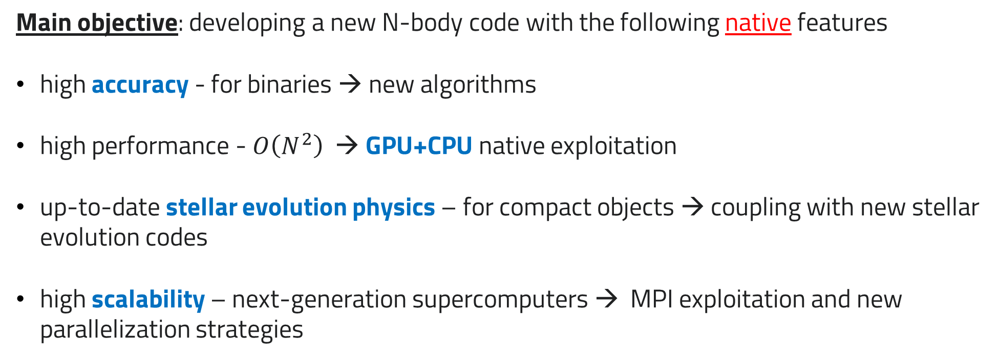 Main objective: developing a new N-body code with the following native features
• high accuracy - for binaries → new algorithms
• high performance - O(N²) → GPU+CPU native exploitation
• up-to-date stellar evolution physics – for compact objects → coupling with new stellar
evolution codes
• high scalability – next-generation supercomputers → MPI exploitation and new
parallelization strategies